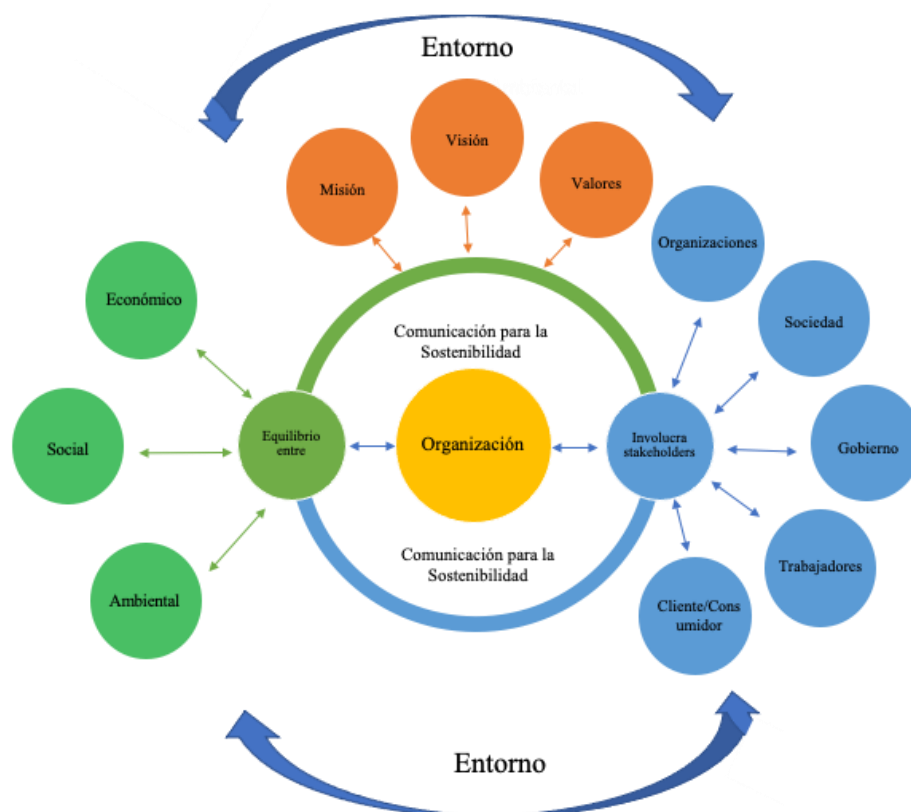 Entorno
Visión
Misión
Valores
Organizaciones
Económico
Sociedad
Comunicación para la
Sostenibilidad
Social
Equilibrio
entre
Organización
Involucra
stakeholders
Gobierno
Comunicación para la
Sostenibilidad
Trabajadores
Ambiental
Cliente/Cons
umidor
Entorno